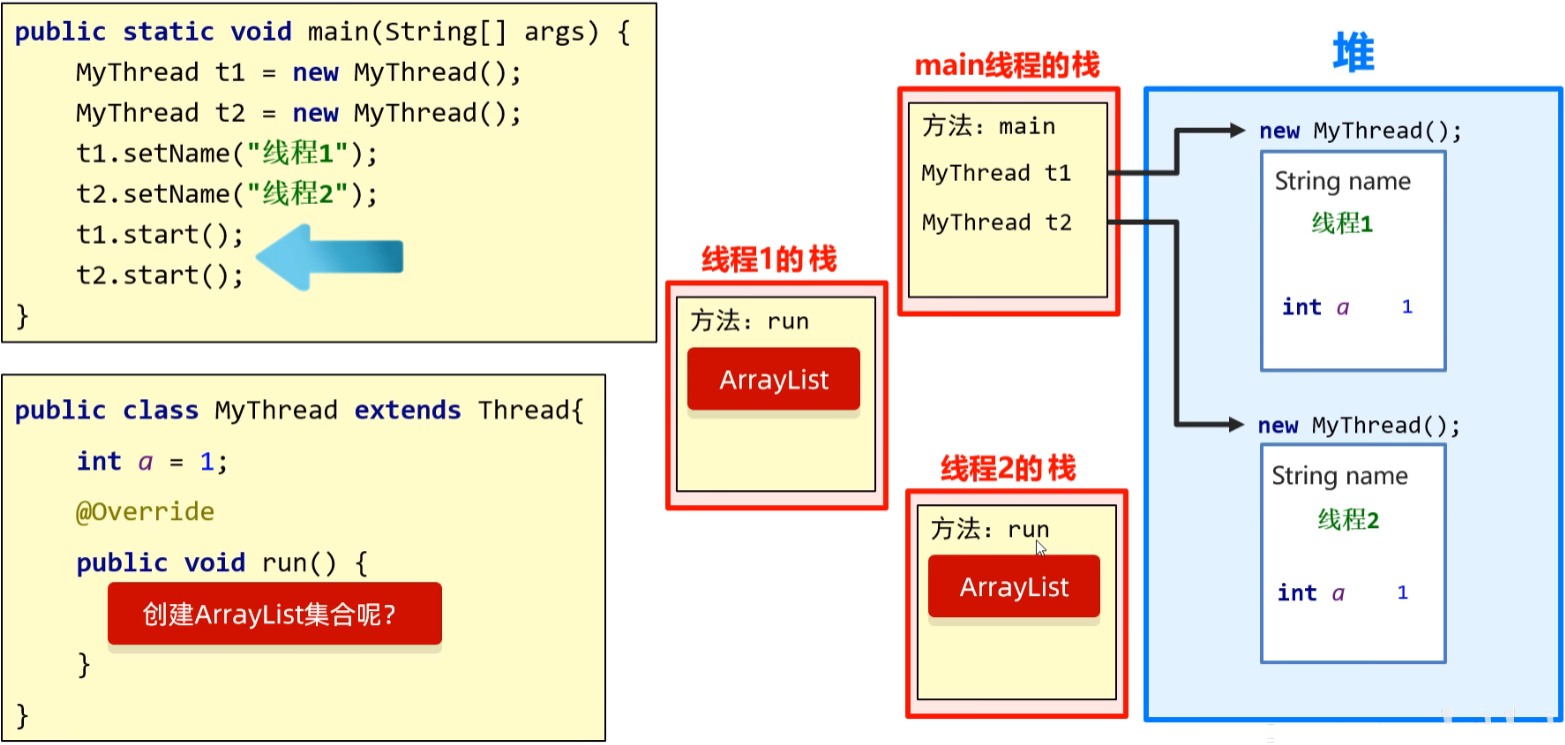 public static void main(String[] args) {
MyThread t1 = new MyThread();
MyThread t2 = new MyThread();
t1.setName("线程1");
t2.setName("线程2");
t1.start();
t2.start();
}
public class MyThread extends Thread{
int a = 1;
@Override
public void run() {
创建ArrayList集合呢?
}
}
线程1的栈
方法: run
ArrayList
main线程的栈
方法: main
MyThread t1
MyThread t2
线程2的栈
方法: run
ArrayList
堆
new MyThread();
String name
线程1
int a 1
new MyThread();
String name
线程2
int a 1